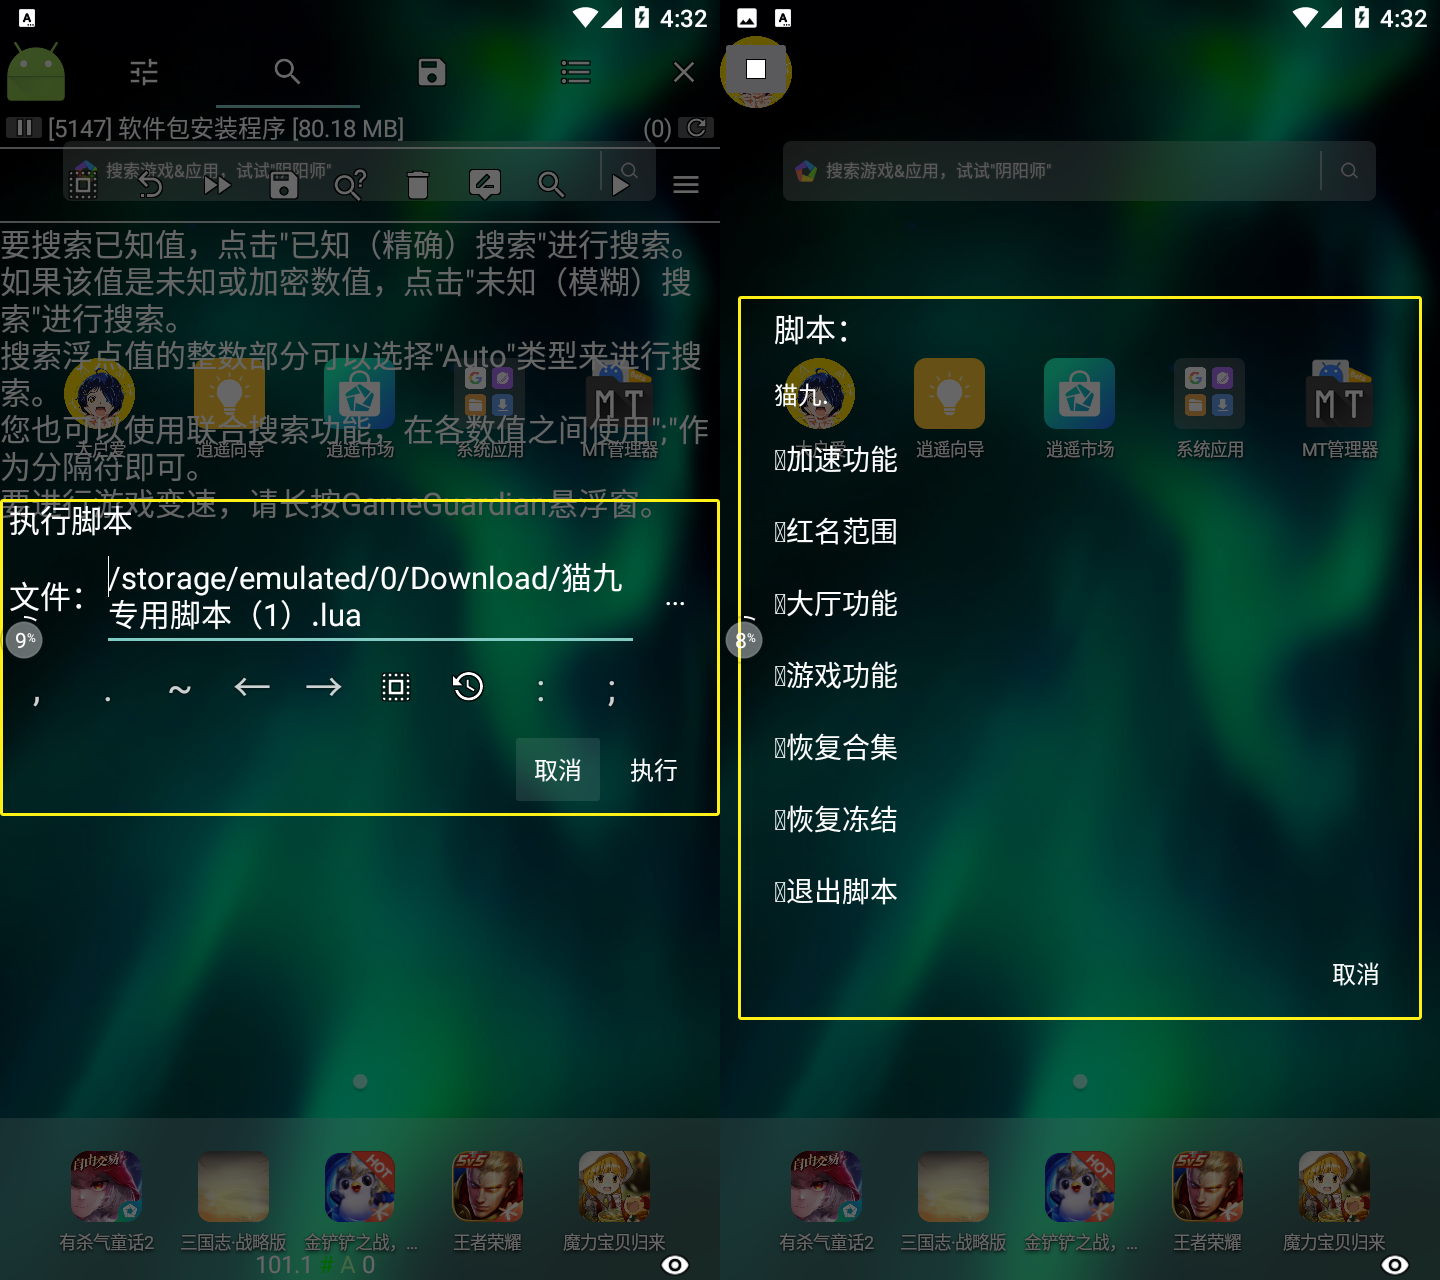 4:32
[5147] 软件包安装程序 [80.18 MB]
(0)
搜索游戏&应用，试试"阴阳师"
要搜索已知值，点击"已知（精确）搜索"进行搜索。
如果该值是未知或加密数值，点击"未知（模糊）搜
索"进行搜索。
搜索浮点值的整数部分可以选择"Auto"类型来进行搜
索。
您也可以使用联合搜索功能，在各数值之间使用";"作
为分隔符即可。
要进行游戏变速，请长按GameGuardian悬浮窗。
逍遥向导
逍遥市场
系统应用
MT管理器
执行脚本
文件：
/storage/emulated/0/Download/猫九
专用脚本（1）.lua
...
9%
, . ~ ← → : ;
取消
执行
自由交易
HOT
5v5
有杀气童话2
三国志·战略版
金铲铲之战，...
王者荣耀
魔力宝贝归来
101.1 # A 0
4:32
搜索游戏&应用，试试"阴阳师"
脚本：
猫九.
逍遥向导
逍遥市场
系统应用
MT管理器
加速功能
红名范围
大厅功能
8%
游戏功能
恢复合集
恢复冻结
退出脚本
取消
自由交易
HOT
5v5
有杀气童话2
三国志·战略版
金铲铲之战，...
王者荣耀
魔力宝贝归来